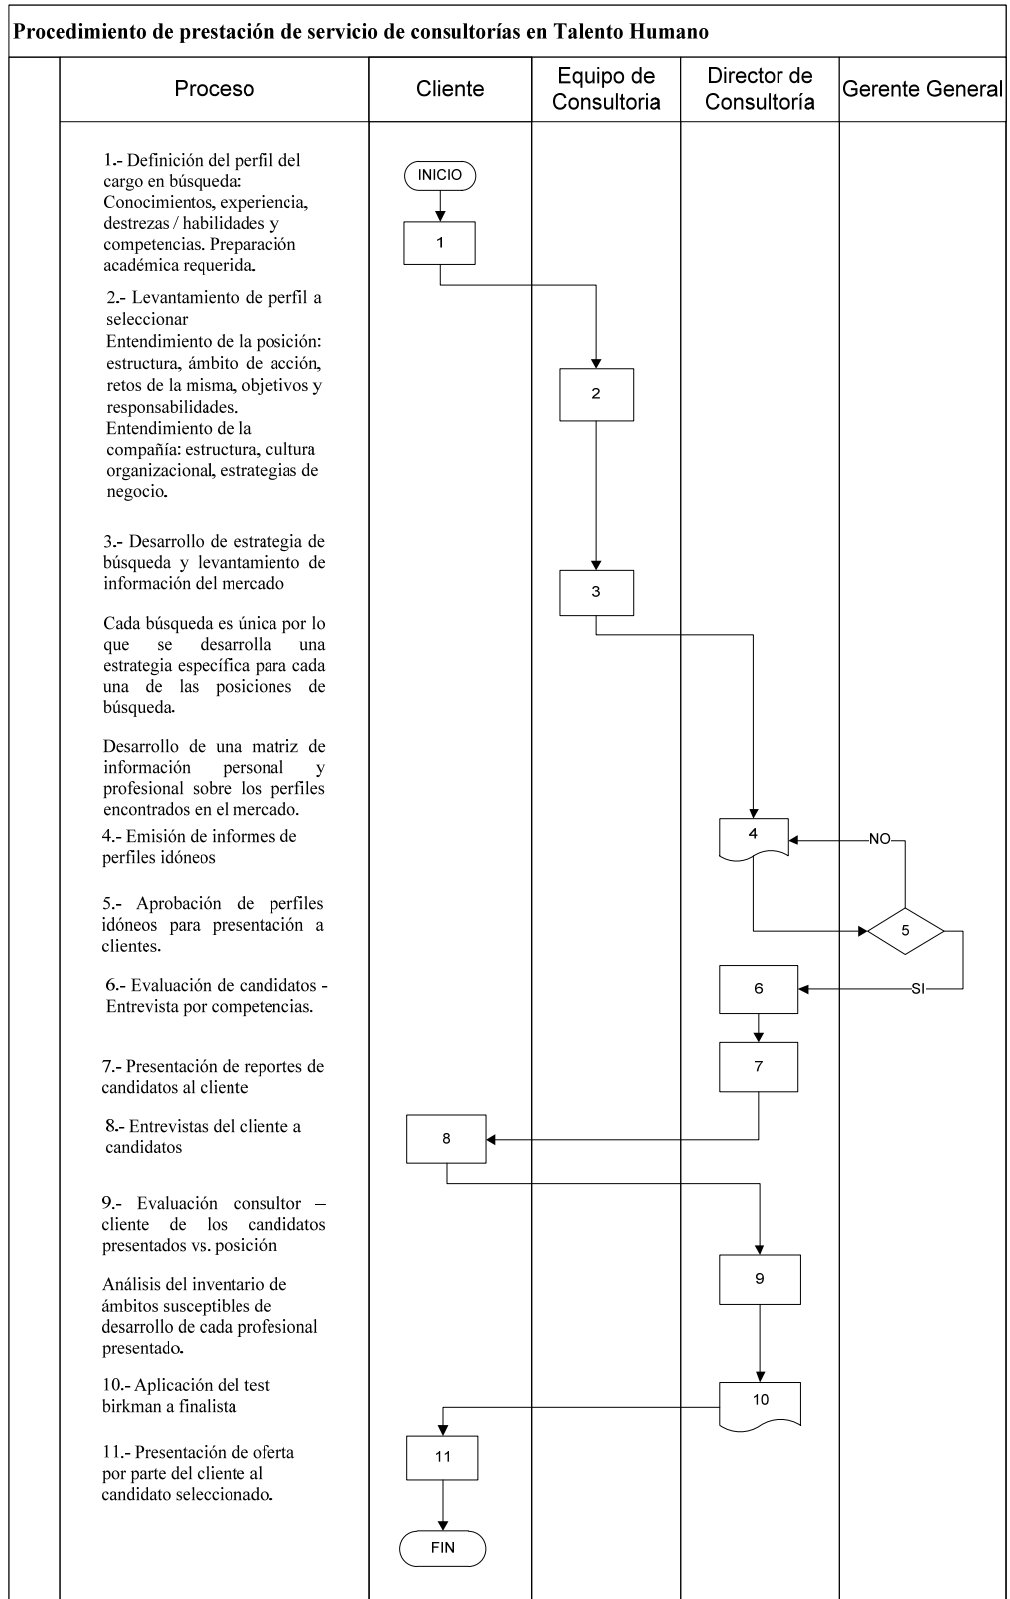 Procedimiento de prestación de servicio de consultorías en Talento Humano
Proceso
Cliente
Equipo de
Consultoria
Director de
Consultoría
Gerente General
1.- Definición del perfil del
cargo en búsqueda:
Conocimientos, experiencia,
destrezas / habilidades y
competencias. Preparación
académica requerida.
2.- Levantamiento de perfil a
seleccionar
Entendimiento de la posición:
estructura, ámbito de acción,
retos de la misma, objetivos y
responsabilidades.
Entendimiento de la
compañía: estructura, cultura
organizacional, estrategias de
negocio.
3.- Desarrollo de estrategia de
búsqueda y levantamiento de
información del mercado
Cada búsqueda es única por lo
que se desarrolla una
estrategia específica para cada
una de las posiciones de
búsqueda.
Desarrollo de una matriz de
información personal y
profesional sobre los perfiles
encontrados en el mercado.
4.- Emisión de informes de
perfiles idóneos
5.- Aprobación de perfiles
idóneos para presentación a
clientes.
6.- Evaluación de candidatos -
Entrevista por competencias.
7.- Presentación de reportes de
candidatos al cliente
8.- Entrevistas del cliente a
candidatos
9.- Evaluación consultor –
cliente de los candidatos
presentados vs. posición
Análisis del inventario de
ámbitos susceptibles de
desarrollo de cada profesional
presentado.
10.- Aplicación del test
birkman a finalista
11.- Presentación de oferta
por parte del cliente al
candidato seleccionado.
INICIO
1
2
3
4
NO
5
6
SI
7
8
9
10
11
FIN